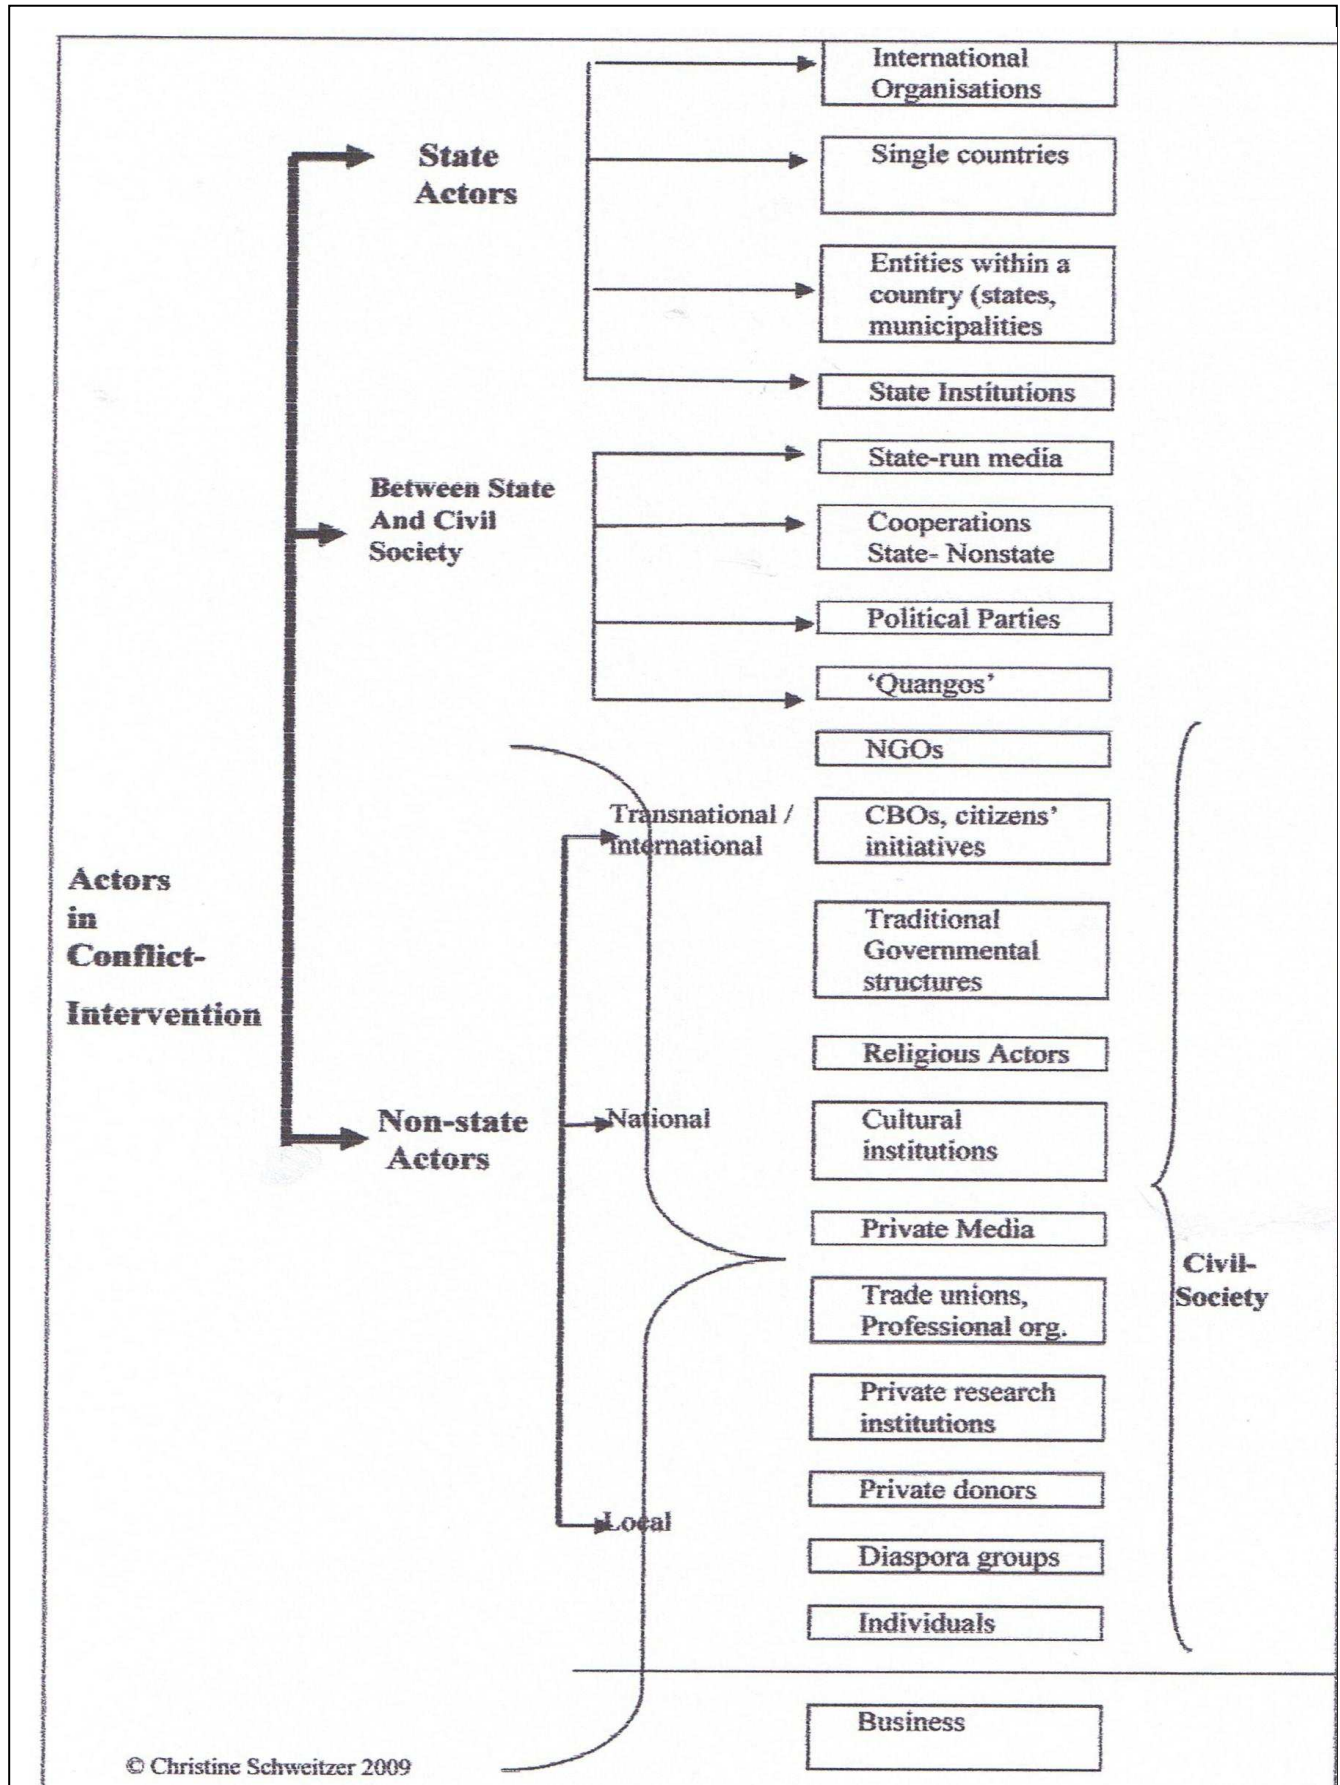 International
Organisations
State
Actors
Single countries
Entities within a
country (states,
municipalities
State Institutions
Between State
And Civil
Society
State-run media
Cooperations
State- Nonstate
Political Parties
‘Quangos’
Actors
in
Conflict-
Intervention
Non-state
Actors
Transnational /
international
National
Local
NGOs
CBOs, citizens’
initiatives
Traditional
Governmental
structures
Religious Actors
Cultural
institutions
Private Media
Trade unions,
Professional org.
Private research
institutions
Private donors
Diaspora groups
Individuals
Civil-
Society
Business
© Christine Schweitzer 2009